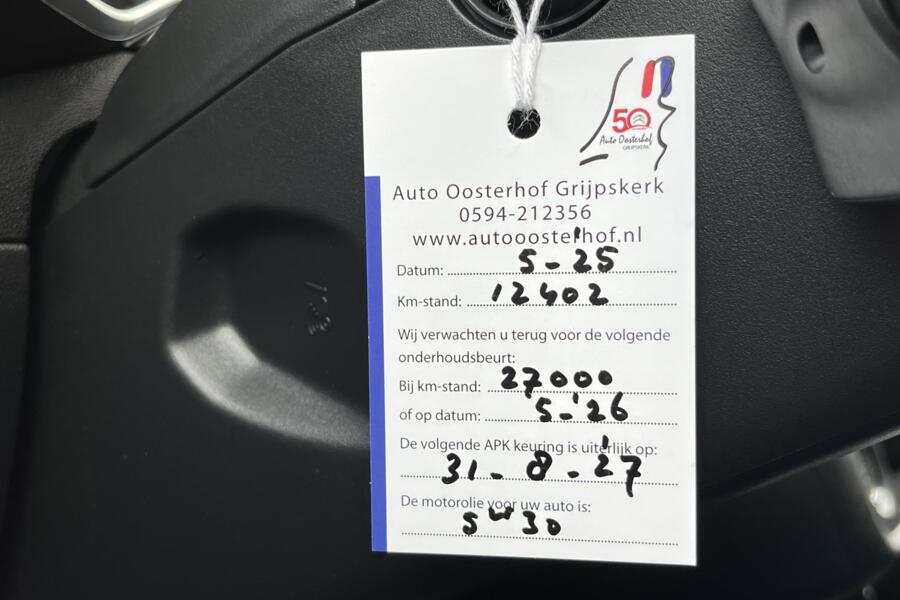 50
Auto Oosterhof
GRIJPSKERK
Auto Oosterhof Grijpskerk
0594-212356
www.autooosterhof.nl
Datum: 5-'25
Km-stand: 12402
Wij verwachten u terug voor de volgende
onderhoudsbeurt:
Bij km-stand: 27000
of op datum: 5-'26
De volgende APK keuring is uiterlijk op:
31-8-'27
De motorolie voor uw auto is:
5w30